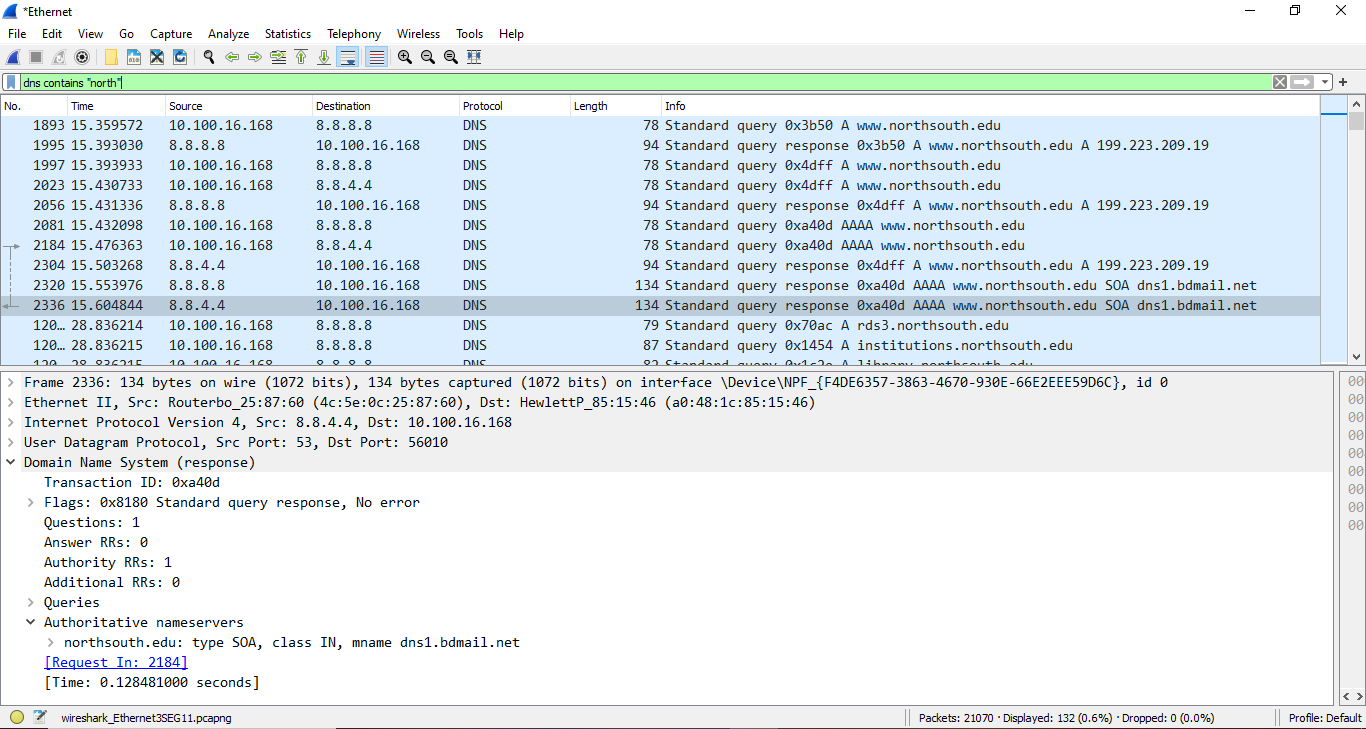 *Ethernet
File Edit View Go Capture Analyze Statistics Telephony Wireless Tools Help
dns contains "north"
No. Time Source Destination Protocol Length Info
1893 15.359572 10.100.16.168 8.8.8.8 DNS 78 Standard query 0x3b50 A www.northsouth.edu
1995 15.393030 8.8.8.8 10.100.16.168 DNS 94 Standard query response 0x3b50 A www.northsouth.edu A 199.223.209.19
1997 15.393933 10.100.16.168 8.8.8.8 DNS 78 Standard query 0x4dff A www.northsouth.edu
2023 15.430733 10.100.16.168 8.8.4.4 DNS 78 Standard query 0x4dff A www.northsouth.edu
2056 15.431336 8.8.8.8 10.100.16.168 DNS 94 Standard query response 0x4dff A www.northsouth.edu A 199.223.209.19
2081 15.432098 10.100.16.168 8.8.8.8 DNS 78 Standard query 0xa40d AAAA www.northsouth.edu
2184 15.476363 10.100.16.168 8.8.4.4 DNS 78 Standard query 0xa40d AAAA www.northsouth.edu
2304 15.503268 8.8.4.4 10.100.16.168 DNS 94 Standard query response 0x4dff A www.northsouth.edu A 199.223.209.19
2320 15.553976 8.8.8.8 10.100.16.168 DNS 134 Standard query response 0xa40d AAAA www.northsouth.edu SOA dns1.bdmail.net
2336 15.604844 8.8.4.4 10.100.16.168 DNS 134 Standard query response 0xa40d AAAA www.northsouth.edu SOA dns1.bdmail.net
120… 28.836214 10.100.16.168 8.8.8.8 DNS 79 Standard query 0x70ac A rds3.northsouth.edu
120… 28.836215 10.100.16.168 8.8.8.8 DNS 87 Standard query 0x1454 A institutions.northsouth.edu
120… 28.836215 10.100.16.168 8.8.8.8 DNS 82 Standard query A library.northsouth.edu
Frame 2336: 134 bytes on wire (1072 bits), 134 bytes captured (1072 bits) on interface \Device\NPF_{F4DE6357-3863-4670-930E-66E2EEE59D6C}, id 0
Ethernet II, Src: Routerbo_25:87:60 (4c:5e:0c:25:87:60), Dst: HewlettP_85:15:46 (a0:48:1c:85:15:46)
Internet Protocol Version 4, Src: 8.8.4.4, Dst: 10.100.16.168
User Datagram Protocol, Src Port: 53, Dst Port: 56010
Domain Name System (response)
Transaction ID: 0xa40d
Flags: 0x8180 Standard query response, No error
Questions: 1
Answer RRs: 0
Authority RRs: 1
Additional RRs: 0
Queries
Authoritative nameservers
northsouth.edu: type SOA, class IN, mname dns1.bdmail.net
[Request In: 2184]
[Time: 0.128481000 seconds]
00
00
00
00
00
00
00
00
00
wireshark_Ethernet3SEG11.pcapng
Packets: 21070 · Displayed: 132 (0.6%) · Dropped: 0 (0.0%)
Profile: Default